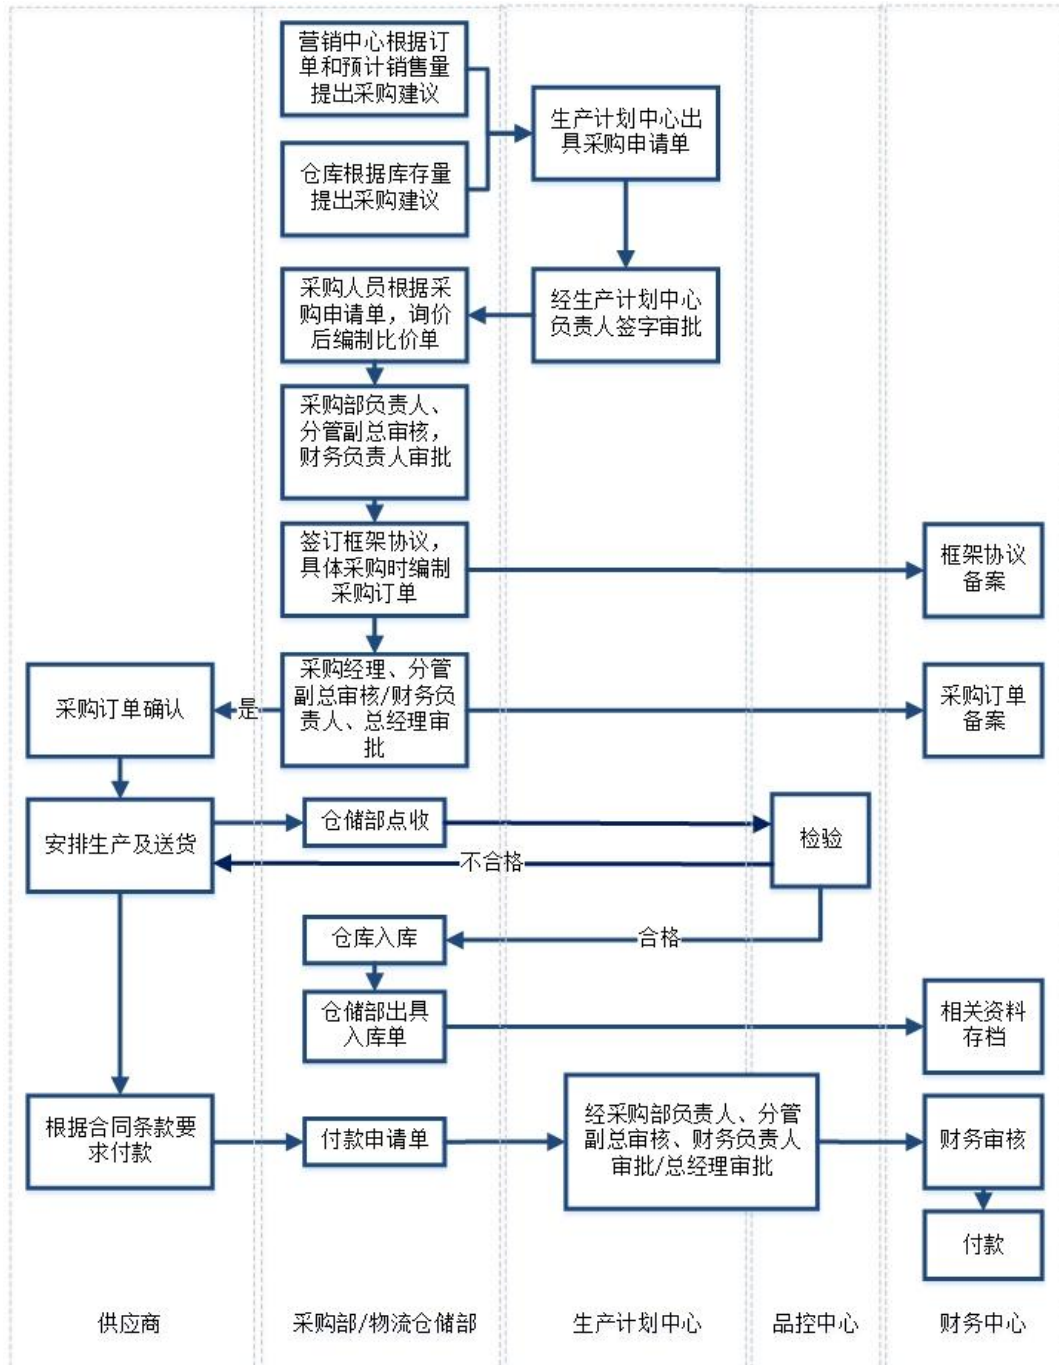 营销中心根据订
单和预计销售量
提出采购建议
生产计划中心出
具采购申请单
仓库根据库存量
提出采购建议
采购人员根据采
购申请单，询价
后编制比价单
经生产计划中心
负责人签字审批
采购部负责人、
分管副总审核，
财务负责人审批
签订框架协议，
具体采购时编制
采购订单
框架协议
备案
采购订单确认
是
采购经理、分管
副总审核/财务负
责人、总经理审
批
采购订单
备案
安排生产及送货
仓储部点收
检验
不合格
仓库入库
合格
仓储部出具
入库单
相关资料
存档
根据合同条款要
求付款
付款申请单
经采购部负责人、分管
副总审核、财务负责人
审批/总经理审批
财务审核
付款
供应商
采购部/物流仓储部
生产计划中心
品控中心
财务中心